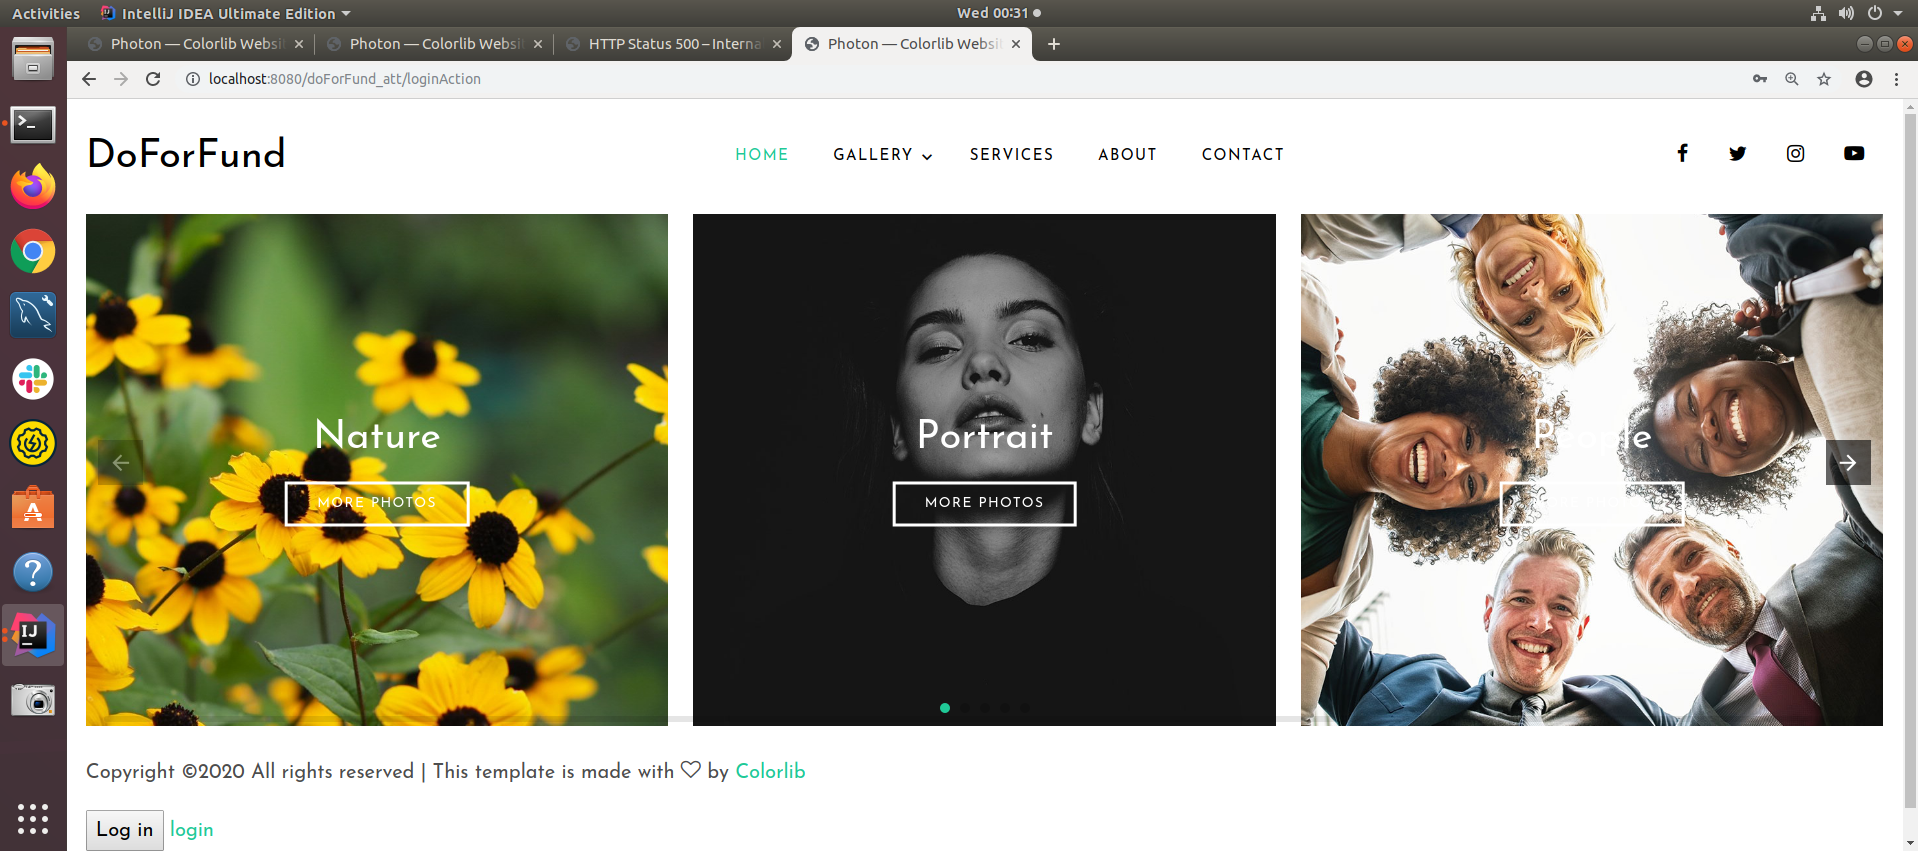 Activities IntelliJ IDEA Ultimate Edition Wed 00:31
Photon — Colorlib Websi Photon — Colorlib Websi HTTP Status 500 – Interna Photon — Colorlib Websi
localhost:8080/doForFund_att/loginAction
DoForFund HOME GALLERY SERVICES ABOUT CONTACT
Nature Portrait People
MORE PHOTOS MORE PHOTOS
Copyright ©2020 All rights reserved | This template is made with ♡ by Colorlib
Log in login